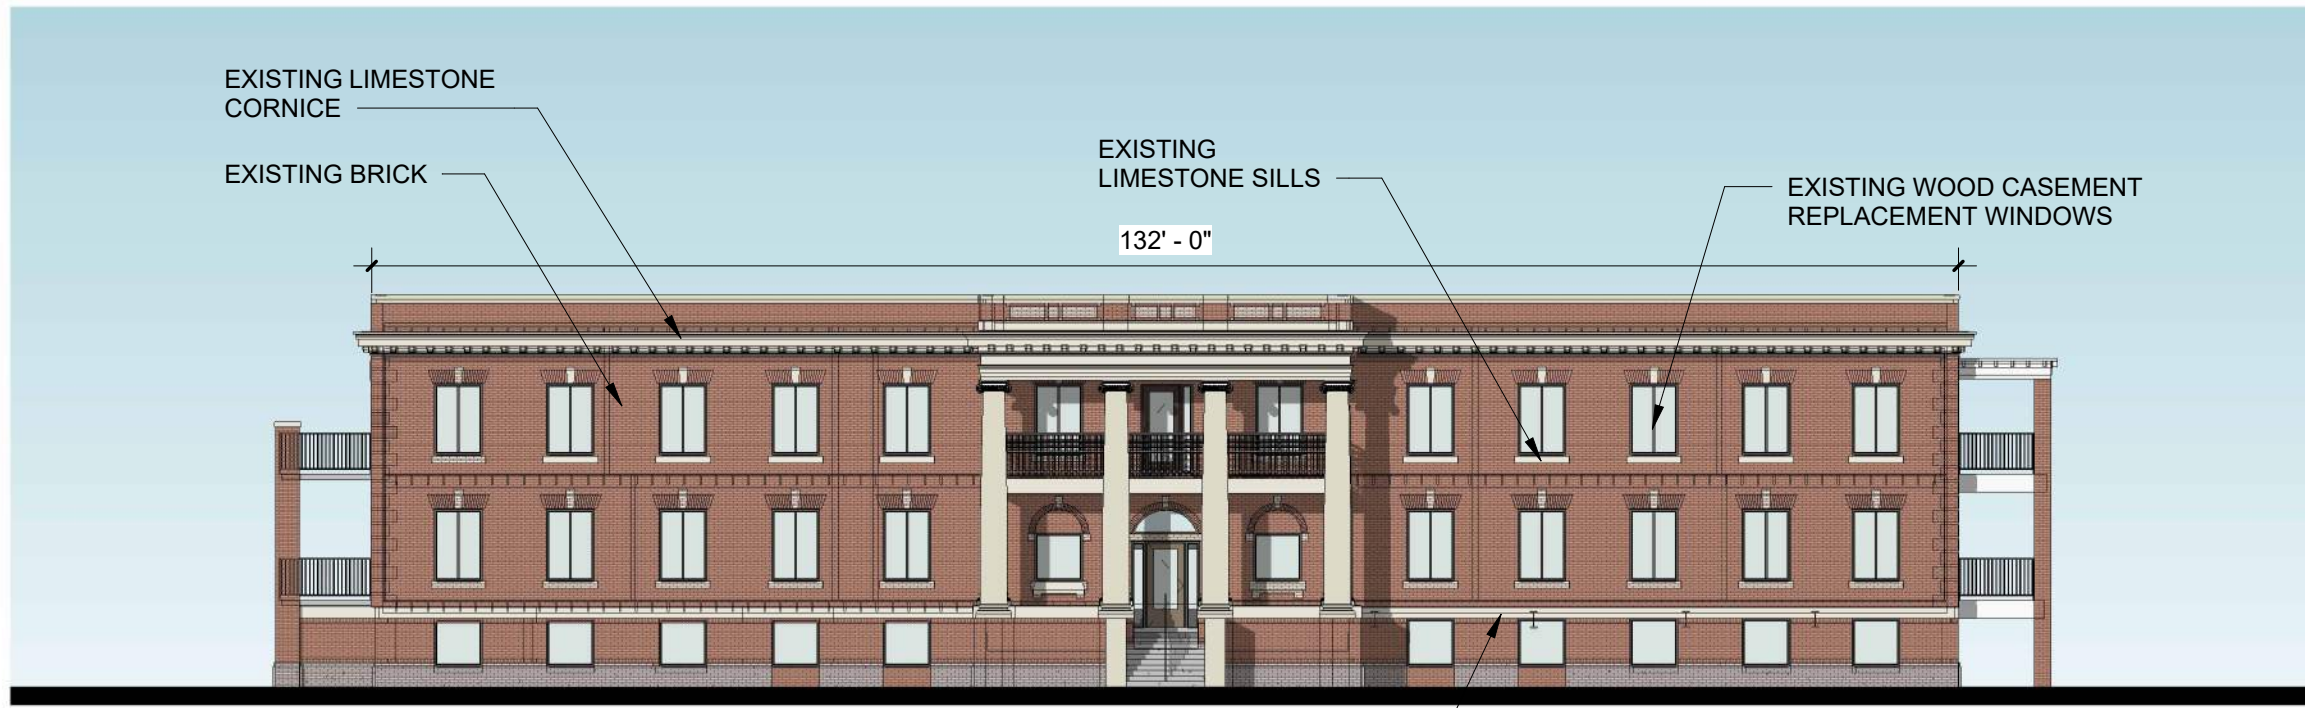 EXISTING LIMESTONE
CORNICE
EXISTING BRICK
EXISTING
LIMESTONE SILLS
EXISTING WOOD CASEMENT
REPLACEMENT WINDOWS
132' - 0"